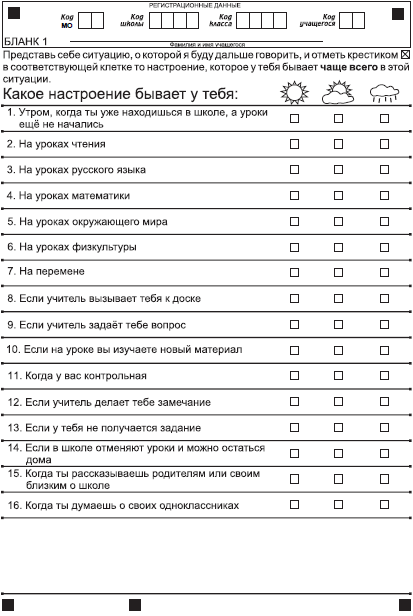 РЕГИСТРАЦИОННЫЕ ДАННЫЕ
Код МО
Код школы
Код класса
Код учащегося
БЛАНК 1
Фамилия и имя учащегося
Представь себе ситуацию, о которой я буду дальше говорить, и отметь крестиком
в соответствующей клетке то настроение, которое у тебя бывает чаще всего в этой
ситуации.
Какое настроение бывает у тебя:
1. Утром, когда ты уже находишься в школе, а уроки
ещё не начались
2. На уроках чтения
3. На уроках русского языка
4. На уроках математики
5. На уроках окружающего мира
6. На уроках физкультуры
7. На перемене
8. Если учитель вызывает тебя к доске
9. Если учитель задаёт тебе вопрос
10. Если на уроке вы изучаете новый материал
11. Когда у вас контрольная
12. Если учитель делает тебе замечание
13. Если у тебя не получается задание
14. Если в школе отменяют уроки и можно остаться
дома
15. Когда ты рассказываешь родителям или своим
близким о школе
16. Когда ты думаешь о своих одноклассниках